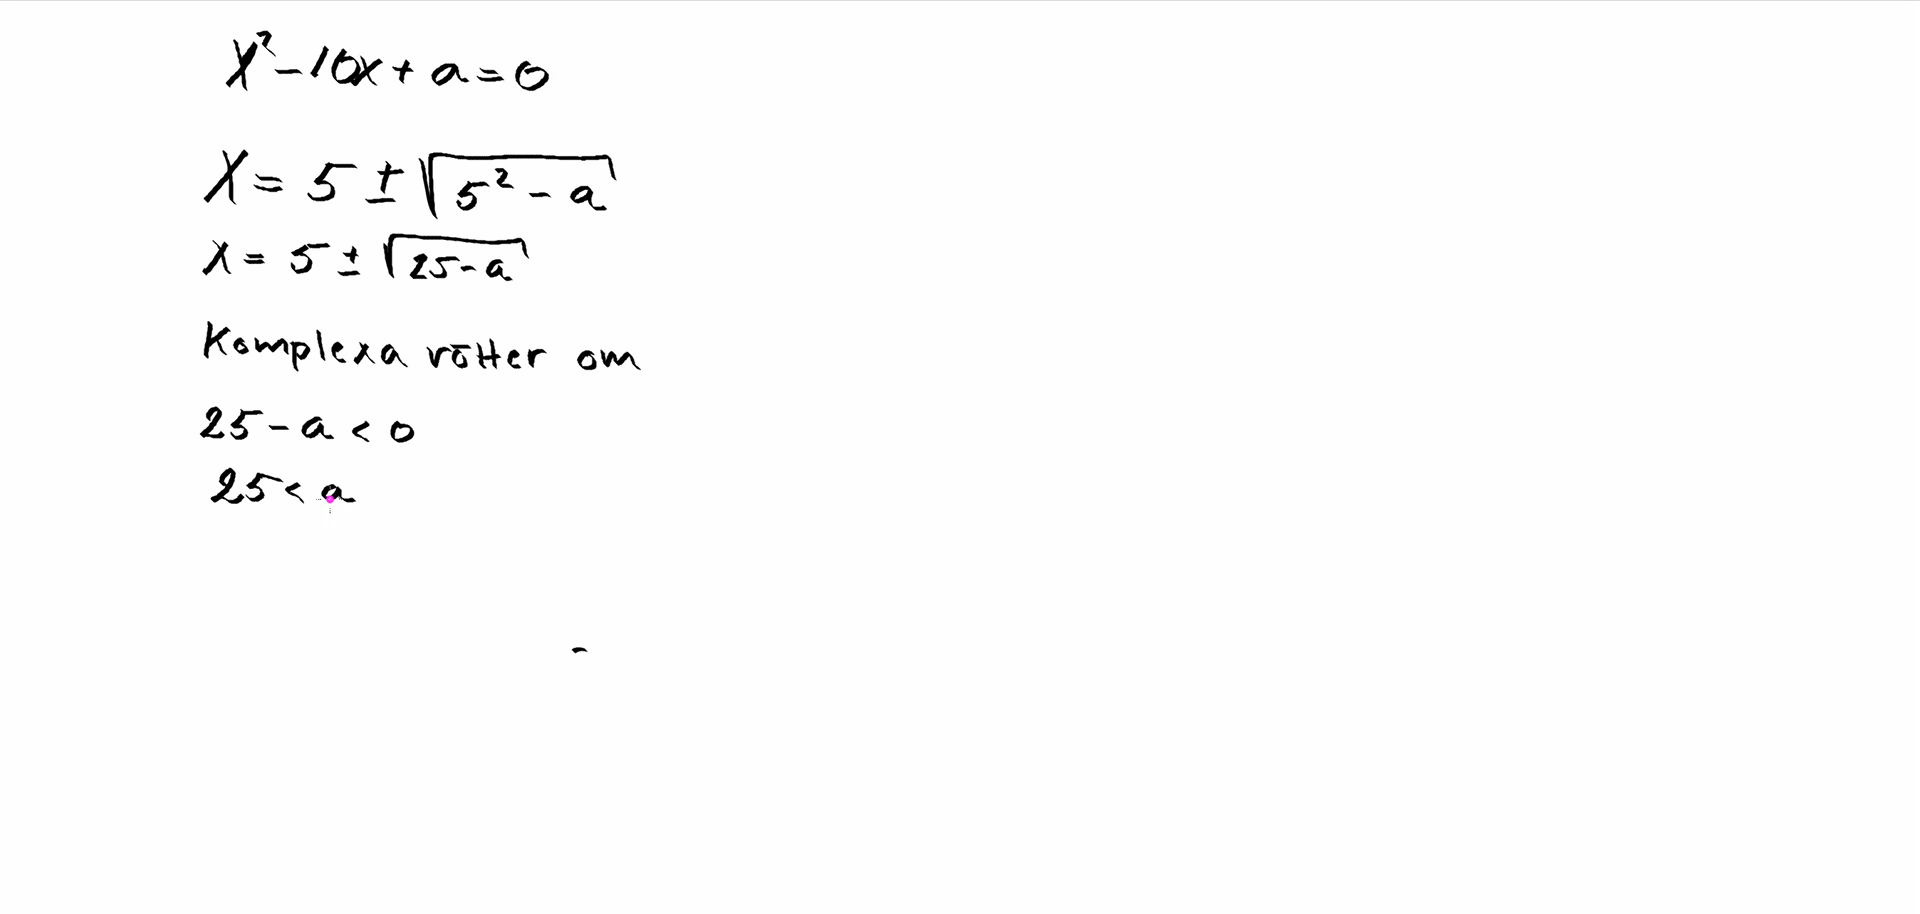 x² - 10x + a = 0
x = 5 ± √(5² - a)
x = 5 ± √(25 - a)
Komplexa rötter om
25 - a < 0
25 < a